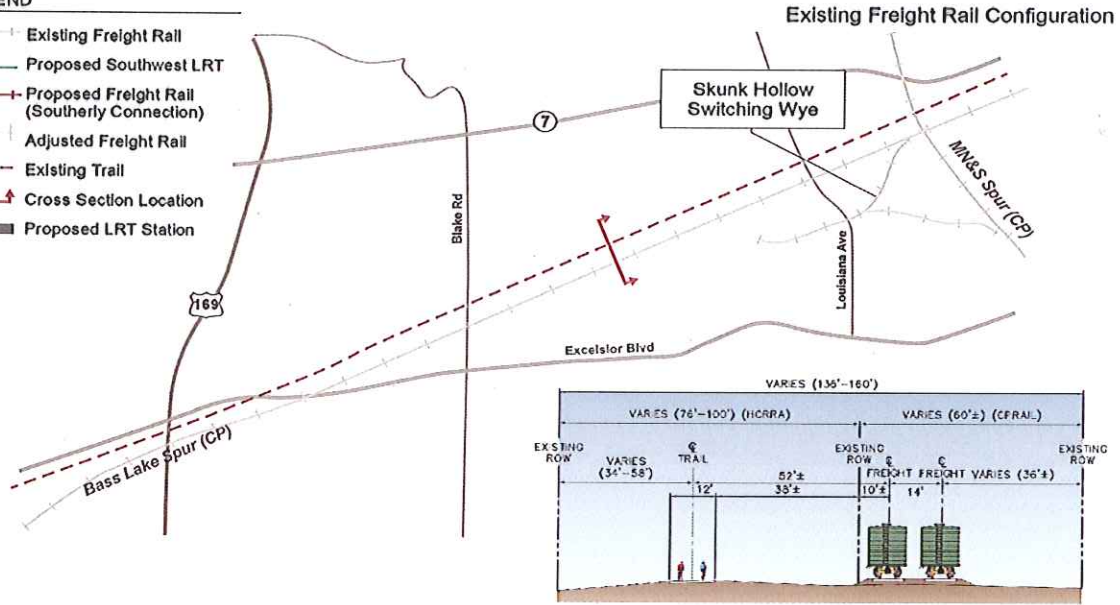 END
Existing Freight Rail Configuration
Existing Freight Rail
Proposed Southwest LRT
Proposed Freight Rail
(Southerly Connection)
Adjusted Freight Rail
Existing Trail
Cross Section Location
Proposed LRT Station
Skunk Hollow
Switching Wye
7
MN&S Spur (CP)
Blake Rd
Louisiana Ave
169
Excelsior Blvd
Bass Lake Spur (CP)
VARIES (136'-160')
VARIES (76'-100') (HCRRA)
VARIES (60'±) (CPRAIL)
EXISTING
ROW
VARIES
(34'-58')
℄
TRAIL
52'±
EXISTING
ROW
℄
FREIGHT
℄
FREIGHT
VARIES (36'±)
EXISTING
ROW
12'
38'±
10'±
14'